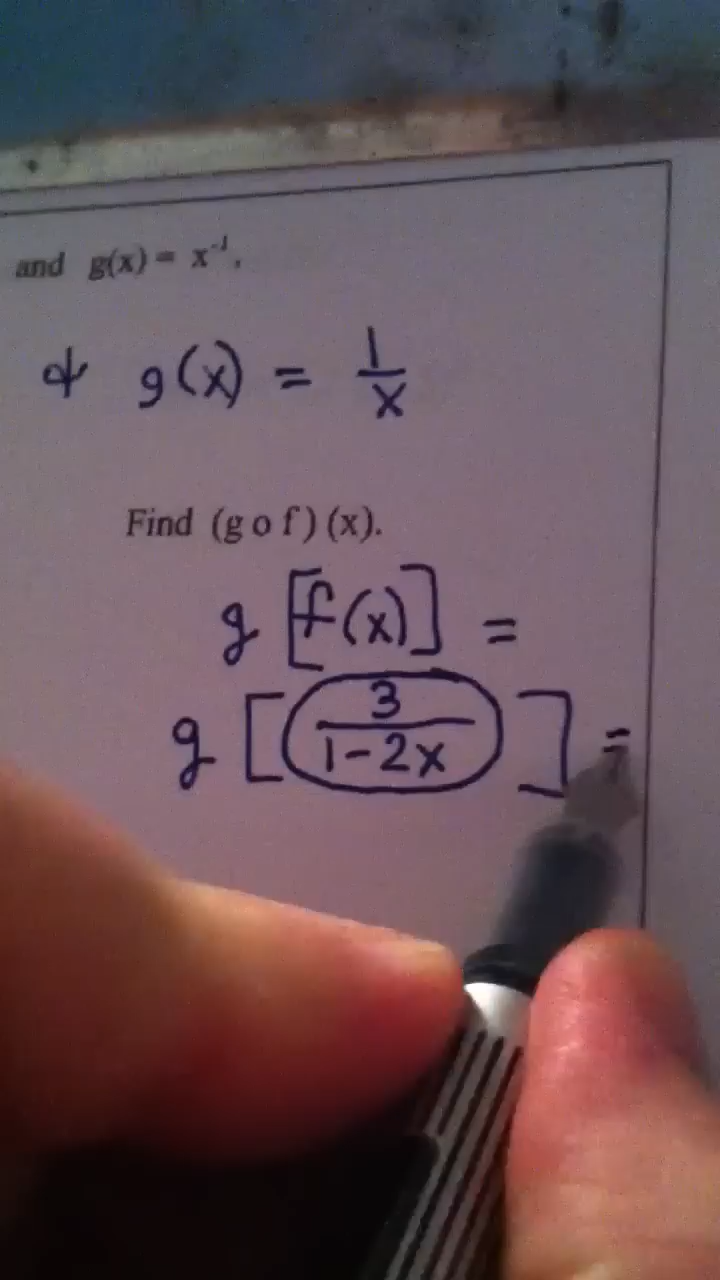 and g(x) = x⁻¹,
& g(x) = 1/x
Find (g o f) (x).
g [f(x)] =
g [ 3/(1-2x) ] =